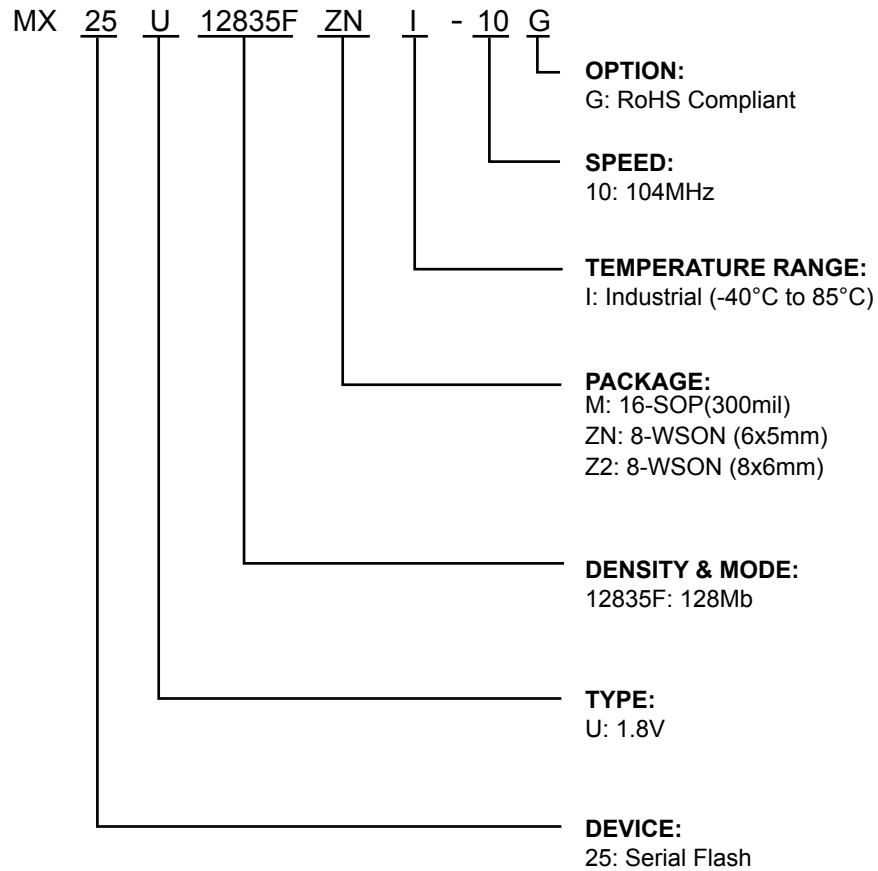 MX 25 U 12835F ZN I - 10 G
OPTION:
G: RoHS Compliant
SPEED:
10: 104MHz
TEMPERATURE RANGE:
I: Industrial (-40°C to 85°C)
PACKAGE:
M: 16-SOP(300mil)
ZN: 8-WSON (6x5mm)
Z2: 8-WSON (8x6mm)
DENSITY & MODE:
12835F: 128Mb
TYPE:
U: 1.8V
DEVICE:
25: Serial Flash